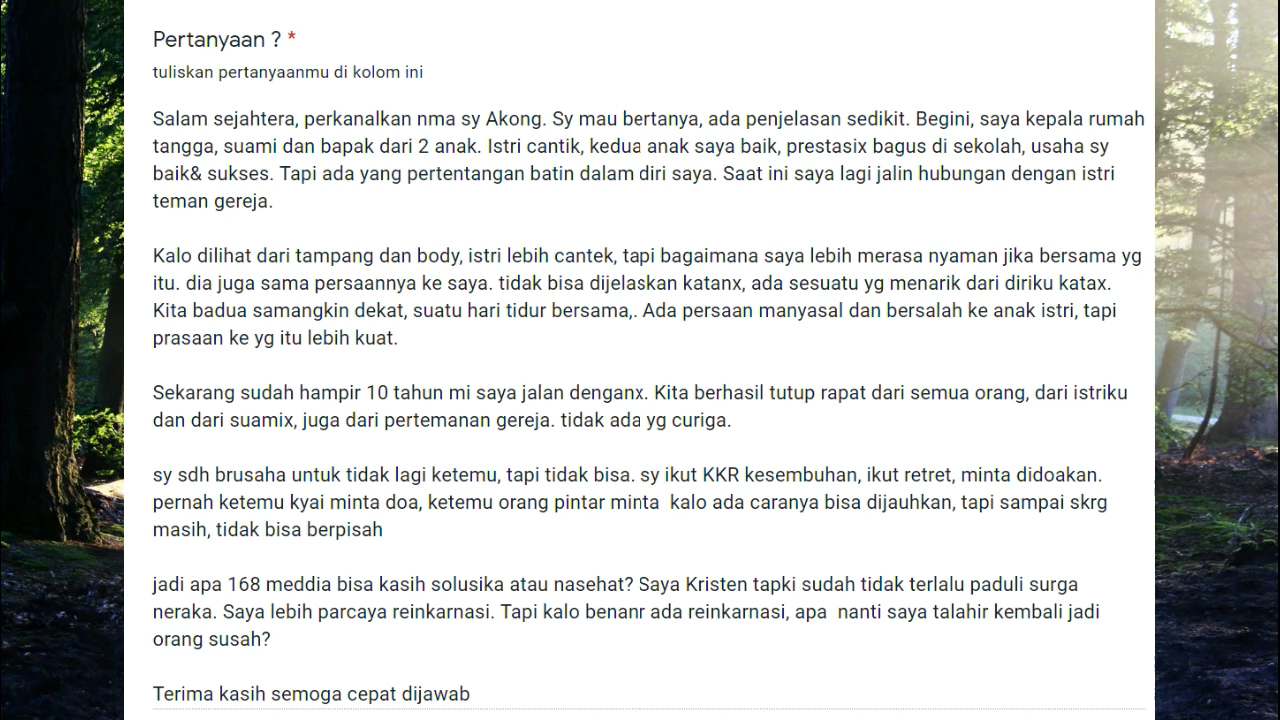 Pertanyaan ? *
tuliskan pertanyaanmu di kolom ini
Salam sejahtera, perkanalkan nma sy Akong. Sy mau bertanya, ada penjelasan sedikit. Begini, saya kepala rumah
tangga, suami dan bapak dari 2 anak. Istri cantik, kedua anak saya baik, prestasix bagus di sekolah, usaha sy
baik& sukses. Tapi ada yang pertentangan batin dalam diri saya. Saat ini saya lagi jalin hubungan dengan istri
teman gereja.
Kalo dilihat dari tampang dan body, istri lebih cantek, tapi bagaimana saya lebih merasa nyaman jika bersama yg
itu. dia juga sama persaannya ke saya. tidak bisa dijelaskan katanx, ada sesuatu yg menarik dari diriku katax.
Kita badua samangkin dekat, suatu hari tidur bersama,. Ada persaan manyasal dan bersalah ke anak istri, tapi
prasaan ke yg itu lebih kuat.
Sekarang sudah hampir 10 tahun mi saya jalan denganx. Kita berhasil tutup rapat dari semua orang, dari istriku
dan dari suamix, juga dari pertemanan gereja. tidak ada yg curiga.
sy sdh brusaha untuk tidak lagi ketemu, tapi tidak bisa. sy ikut KKR kesembuhan, ikut retret, minta didoakan.
pernah ketemu kyai minta doa, ketemu orang pintar minta  kalo ada caranya bisa dijauhkan, tapi sampai skrg
masih, tidak bisa berpisah
jadi apa 168 meddia bisa kasih solusika atau nasehat? Saya Kristen tapki sudah tidak terlalu paduli surga
neraka. Saya lebih parcaya reinkarnasi. Tapi kalo benanr ada reinkarnasi, apa  nanti saya talahir kembali jadi
orang susah?
Terima kasih semoga cepat dijawab